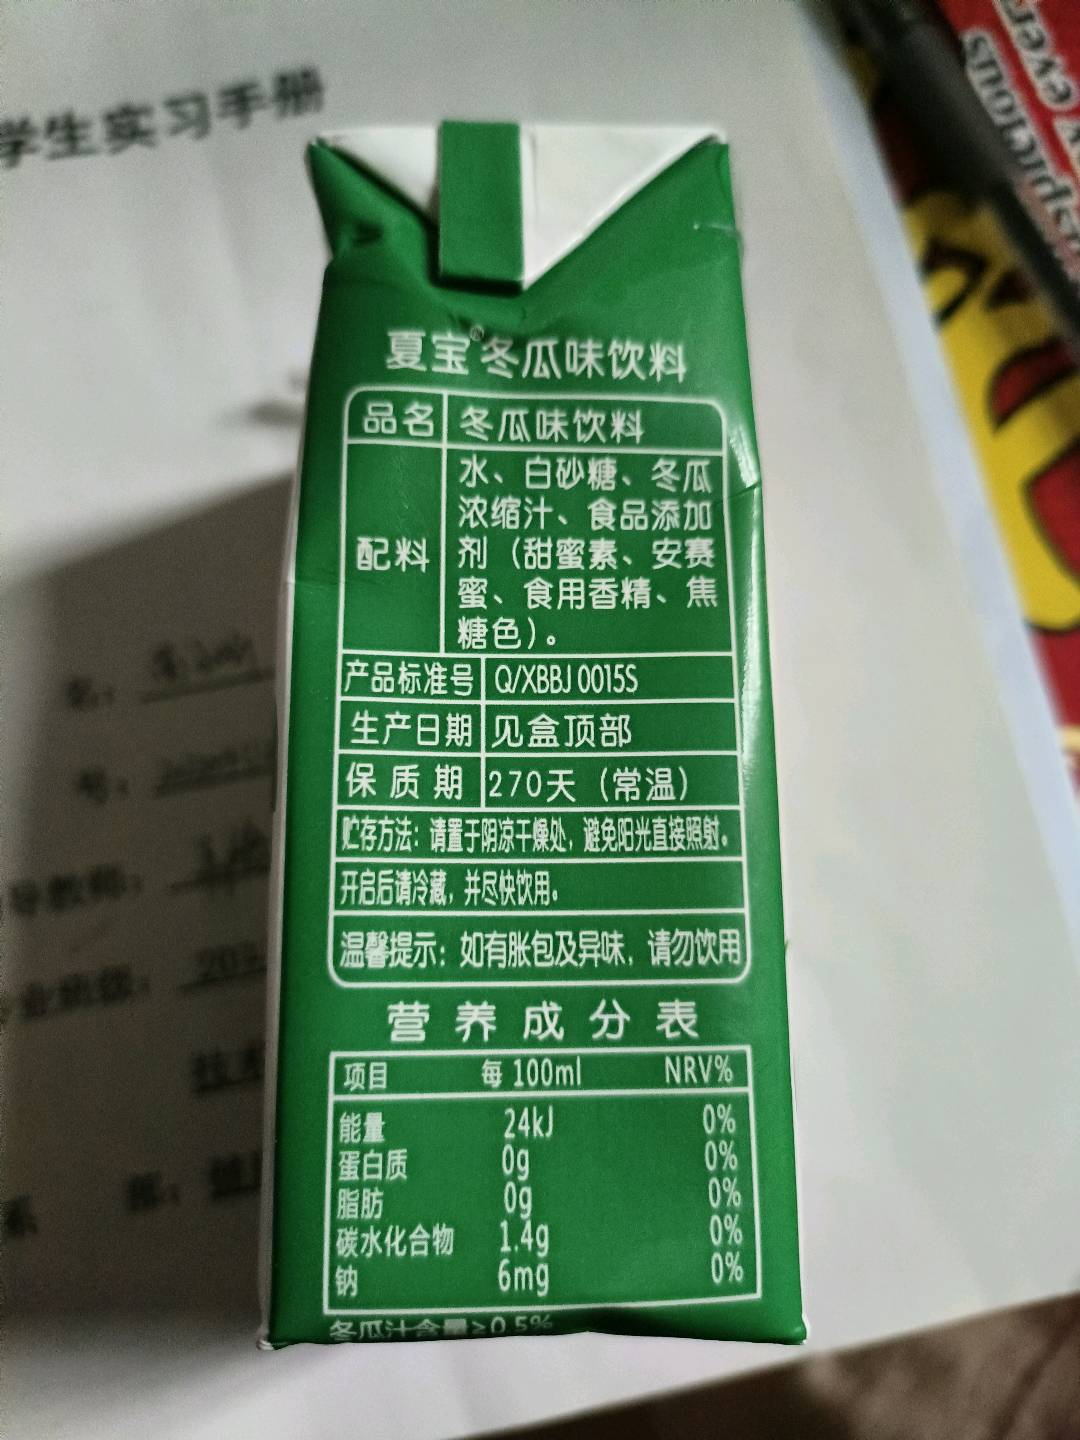 学生实习手册
夏宝®冬瓜味饮料
品名 冬瓜味饮料
配料 水、白砂糖、冬瓜
浓缩汁、食品添加
剂（甜蜜素、安赛
蜜、食用香精、焦
糖色）。
产品标准号 Q/XBBJ 0015S
生产日期 见盒顶部
保质期 270天（常温）
贮存方法：请置于阴凉干燥处，避免阳光直接照射。
开启后请冷藏，并尽快饮用。
温馨提示：如有胀包及异味，请勿饮用
营养成分表
项目 每 100ml NRV%
能量 24kJ 0%
蛋白质 0g 0%
脂肪 0g 0%
碳水化合物 1.4g 0%
钠 6mg 0%
冬瓜汁含量≥0.5%